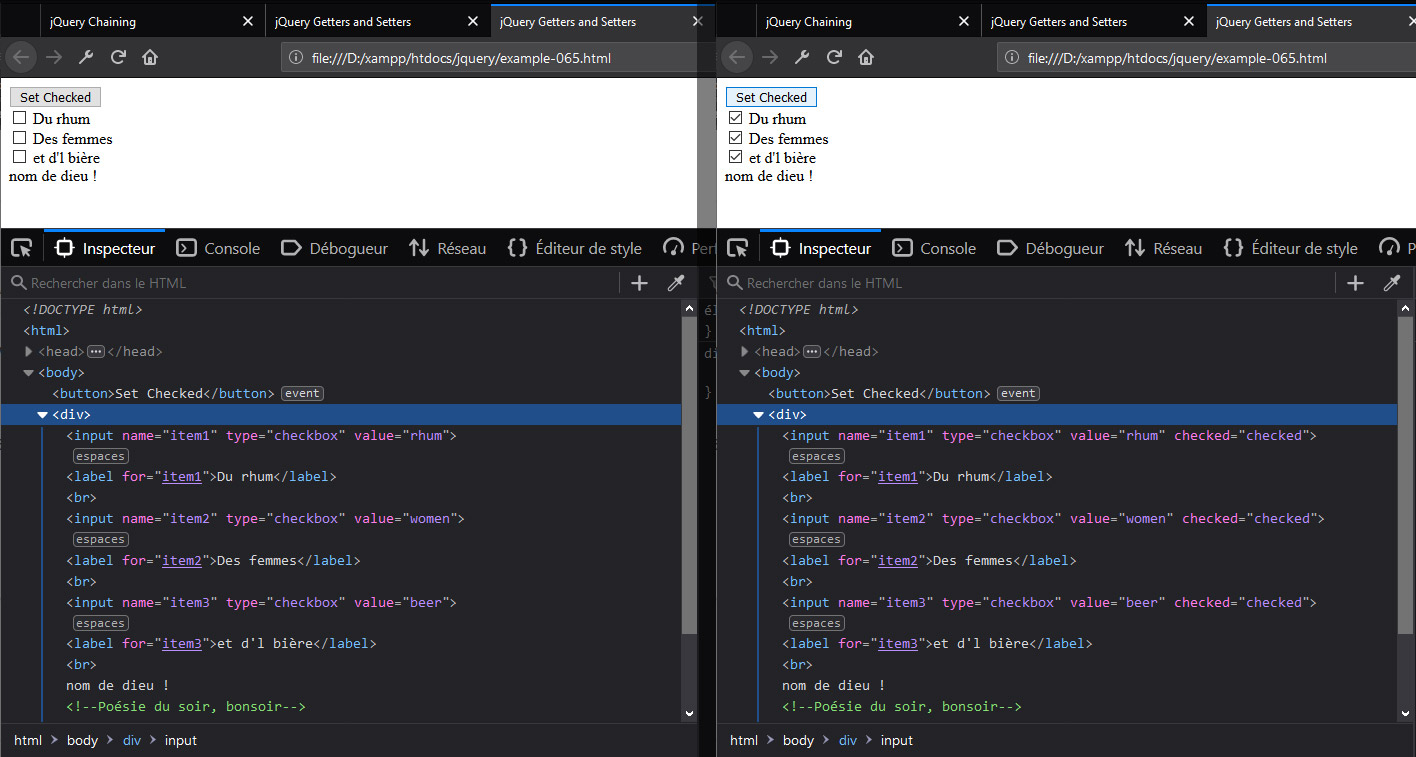 jQuery Chaining
jQuery Getters and Setters
jQuery Getters and Setters
file:///D:/xampp/htdocs/jquery/example-065.html
Set Checked
Du rhum
Des femmes
et d'l bière
nom de dieu !
Inspecteur
Console
Débogueur
Réseau
Éditeur de style
Perf
Rechercher dans le HTML
<!DOCTYPE html>
<html>
<head>
</head>
<body>
<button>Set Checked</button> event
<div>
<input name="item1" type="checkbox" value="rhum">
espaces
<label for="item1">Du rhum</label>
<br>
<input name="item2" type="checkbox" value="women">
espaces
<label for="item2">Des femmes</label>
<br>
<input name="item3" type="checkbox" value="beer">
espaces
<label for="item3">et d'l bière</label>
<br>
nom de dieu !
<!--Poésie du soir, bonsoir-->
html > body > div > input
él
}
di
}
jQuery Chaining
jQuery Getters and Setters
jQuery Getters and Setters
file:///D:/xampp/htdocs/jquery/example-065.html
Set Checked
Du rhum
Des femmes
et d'l bière
nom de dieu !
Inspecteur
Console
Débogueur
Réseau
Éditeur de style
P
Rechercher dans le HTML
<!DOCTYPE html>
<html>
<head>
</head>
<body>
<button>Set Checked</button> event
<div>
<input name="item1" type="checkbox" value="rhum" checked="checked">
espaces
<label for="item1">Du rhum</label>
<br>
<input name="item2" type="checkbox" value="women" checked="checked">
espaces
<label for="item2">Des femmes</label>
<br>
<input name="item3" type="checkbox" value="beer" checked="checked">
espaces
<label for="item3">et d'l bière</label>
<br>
nom de dieu !
<!--Poésie du soir, bonsoir-->
html > body > div > input